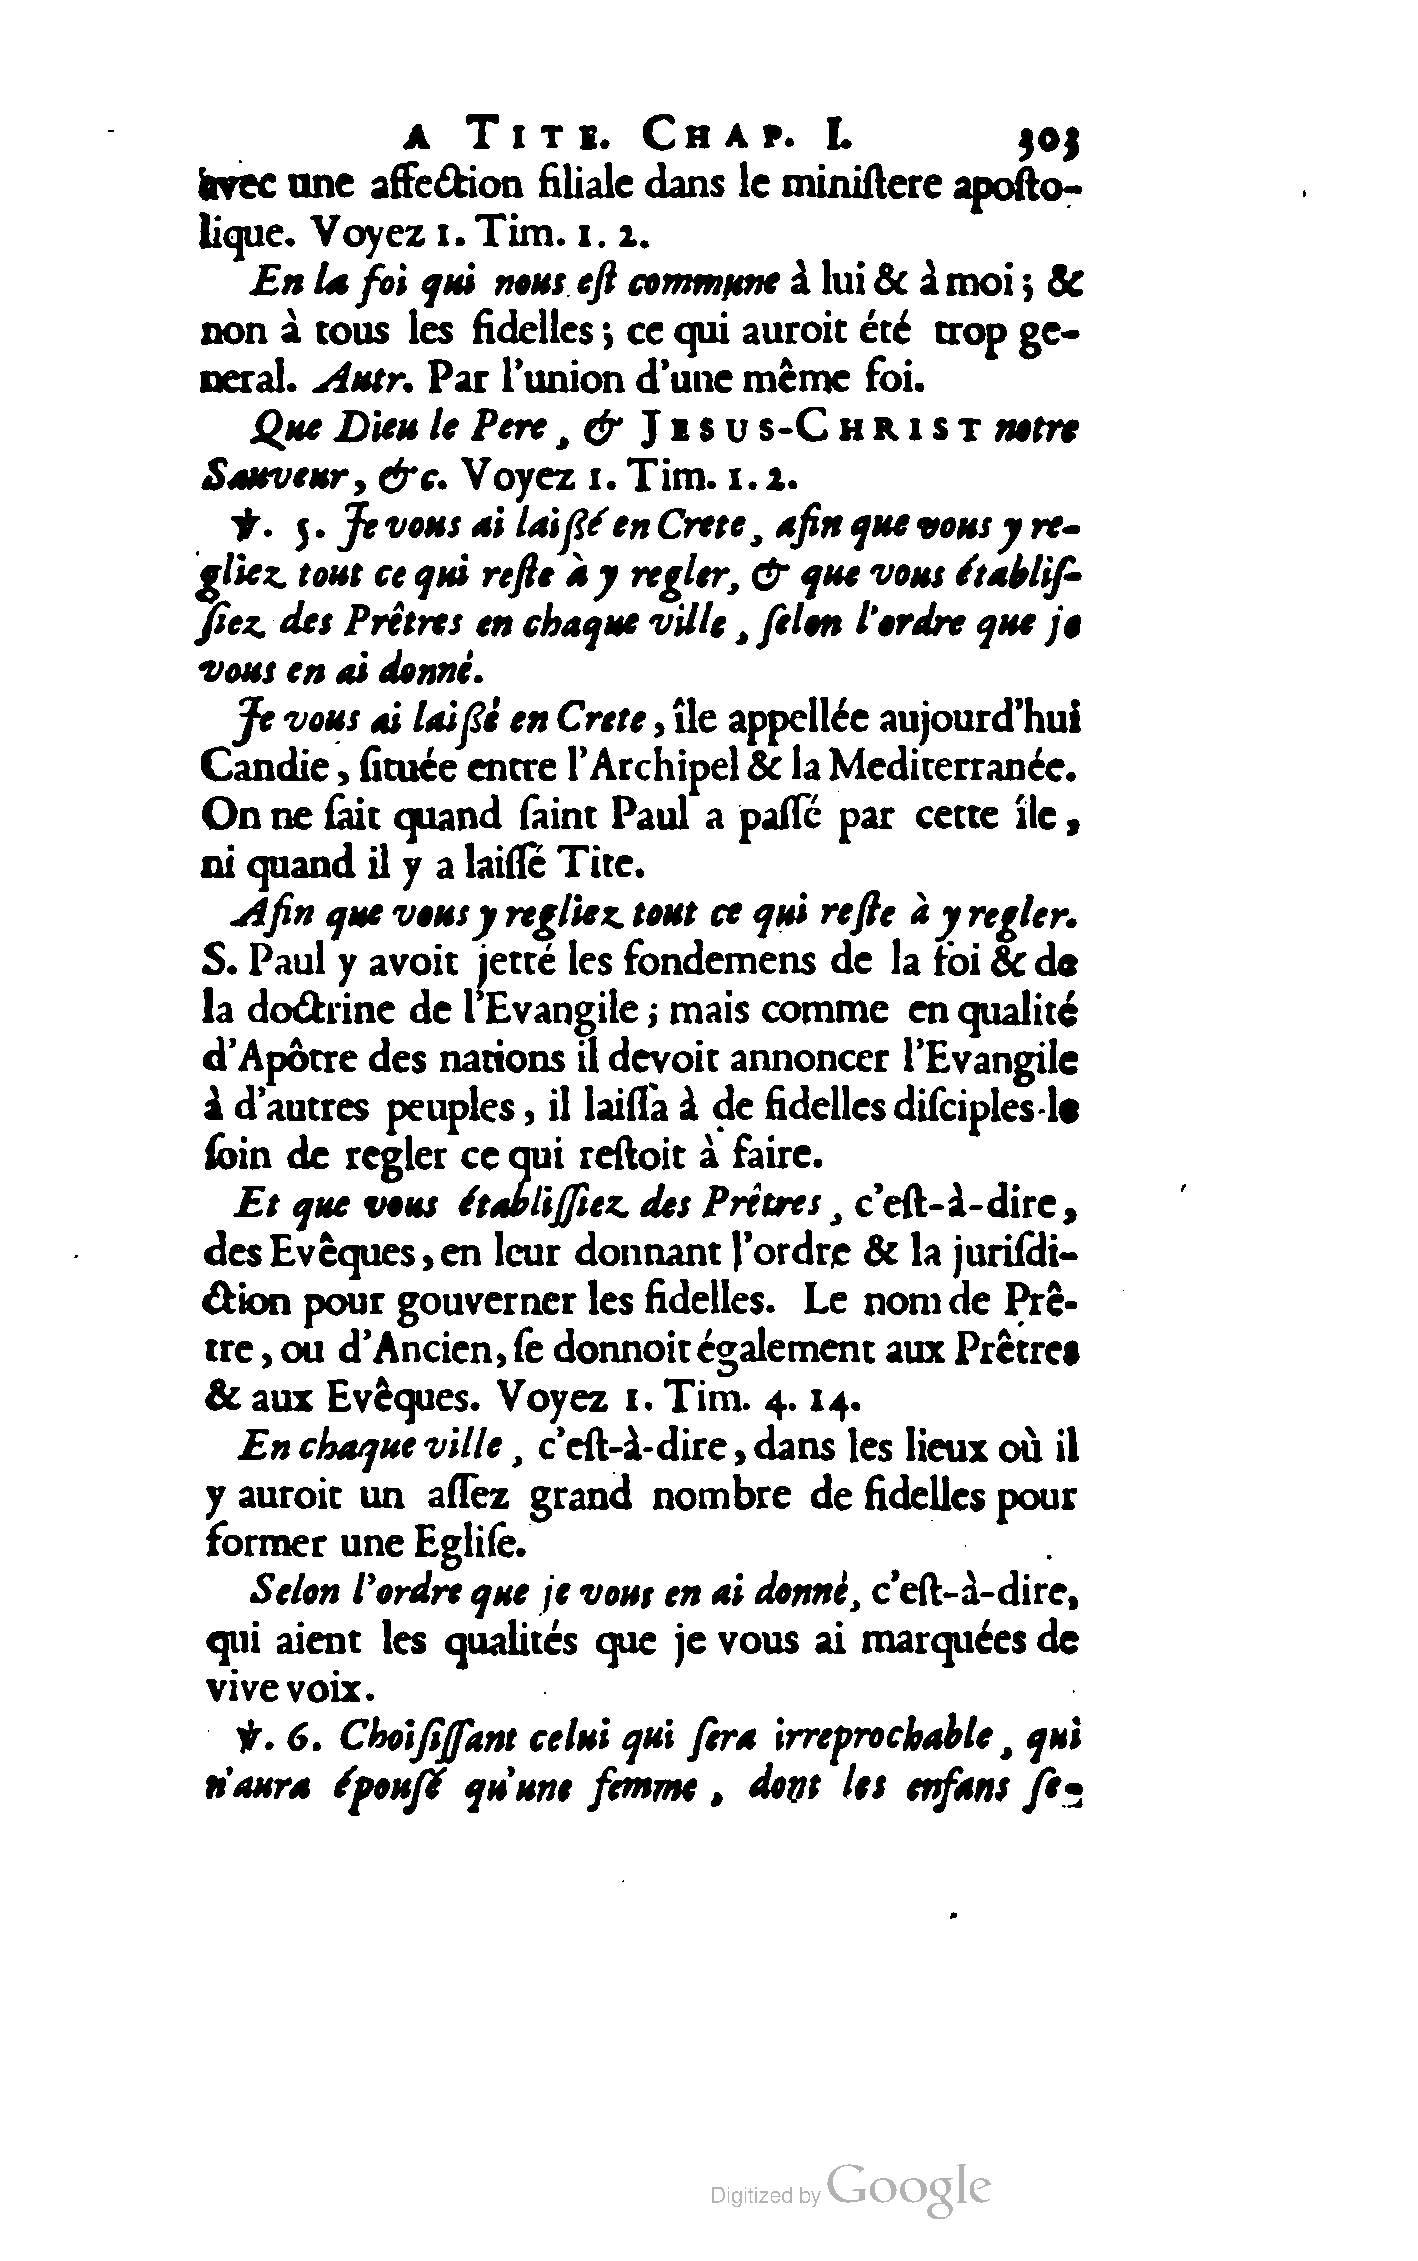 A TITE. CHAP. I. 303
avec une affection filiale dans le miniſtere apoſto-
lique. Voyez 1. Tim. 1. 2.
En la foi qui nous eſt commune à lui & à moi ; &
non à tous les fidelles ; ce qui auroit été trop ge-
neral. Autr. Par l'union d'une même foi.
Que Dieu le Pere, & JESUS-CHRIST notre
Sauveur, &c. Voyez 1. Tim. 1. 2.
℣. 5. Je vous ai laiſſé en Crete, afin que vous y re-
gliez tout ce qui reſte à y regler, & que vous établiſ-
ſiez des Prêtres en chaque ville, ſelon l'ordre que je
vous en ai donné.
Je vous ai laiſſé en Crete, île appellée aujourd'hui
Candie, ſituée entre l'Archipel & la Mediterranée.
On ne ſait quand ſaint Paul a paſſé par cette île,
ni quand il y a laiſſé Tite.
Afin que vous y regliez tout ce qui reſte à y regler.
S. Paul y avoit jetté les fondemens de la foi & de
la doctrine de l'Evangile ; mais comme en qualité
d'Apôtre des nations il devoit annoncer l'Evangile
à d'autres peuples, il laiſſa à de fidelles diſciples le
ſoin de regler ce qui reſtoit à faire.
Et que vous établiſſiez des Prêtres, c'eſt-à-dire,
des Evêques, en leur donnant l'ordre & la juriſdi-
ction pour gouverner les fidelles. Le nom de Prê-
tre, ou d'Ancien, ſe donnoit également aux Prêtres
& aux Evêques. Voyez 1. Tim. 4. 14.
En chaque ville, c'eſt-à-dire, dans les lieux où il
y auroit un aſſez grand nombre de fidelles pour
former une Egliſe.
Selon l'ordre que je vous en ai donné, c'eſt-à-dire,
qui aient les qualités que je vous ai marquées de
vive voix.
℣. 6. Choiſiſſant celui qui ſera irreprochable, qui
n'aura épouſé qu'une femme, dont les enfans ſe-
Digitized by Google